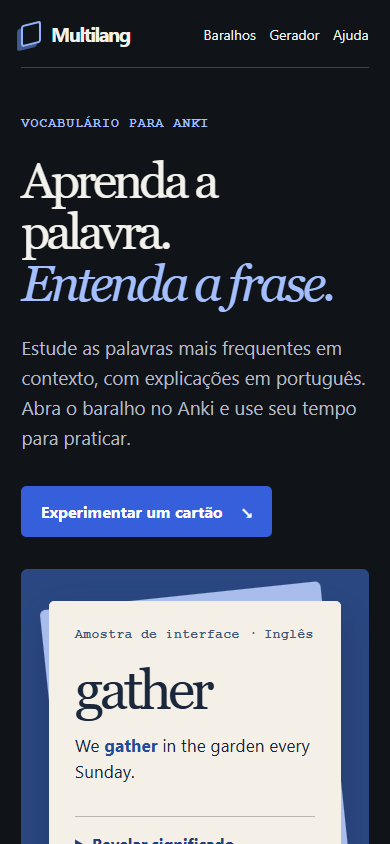 Multilang
Baralhos Gerador Ajuda
VOCABULÁRIO PARA ANKI
Aprenda a
palavra.
Entenda a frase.
Estude as palavras mais frequentes em
contexto, com explicações em português.
Abra o baralho no Anki e use seu tempo
para praticar.
Experimentar um cartão ↘
Amostra de interface · Inglês
gather
We gather in the garden every
Sunday.
▶ Revelar significado